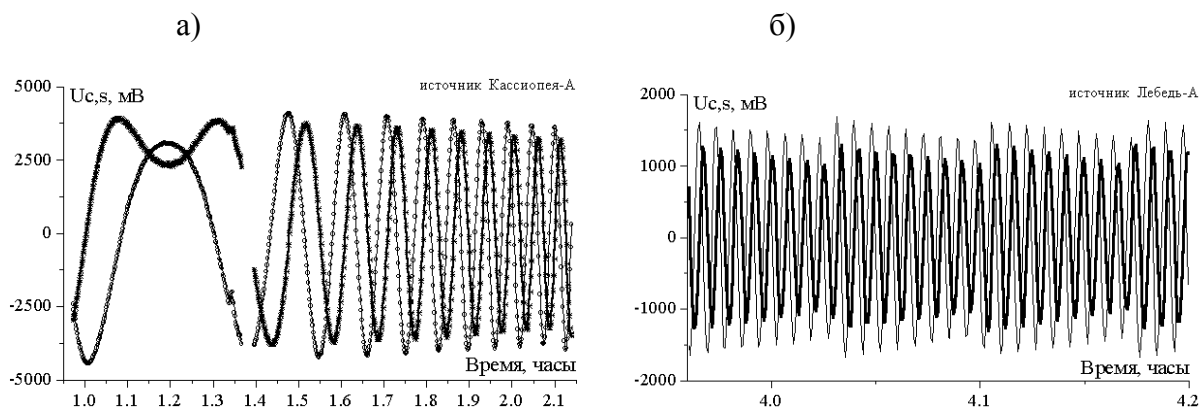 а)
б)
5000
Uc,s, мВ
источник Кассиопея-А
2500
0
-2500
-5000
Время, часы
1.0 1.1 1.2 1.3 1.4 1.5 1.6 1.7 1.8 1.9 2.0 2.1
2000
Uc,s, мВ
источник Лебедь-А
1000
0
-1000
-2000
Время, часы
4.0 4.1 4.2